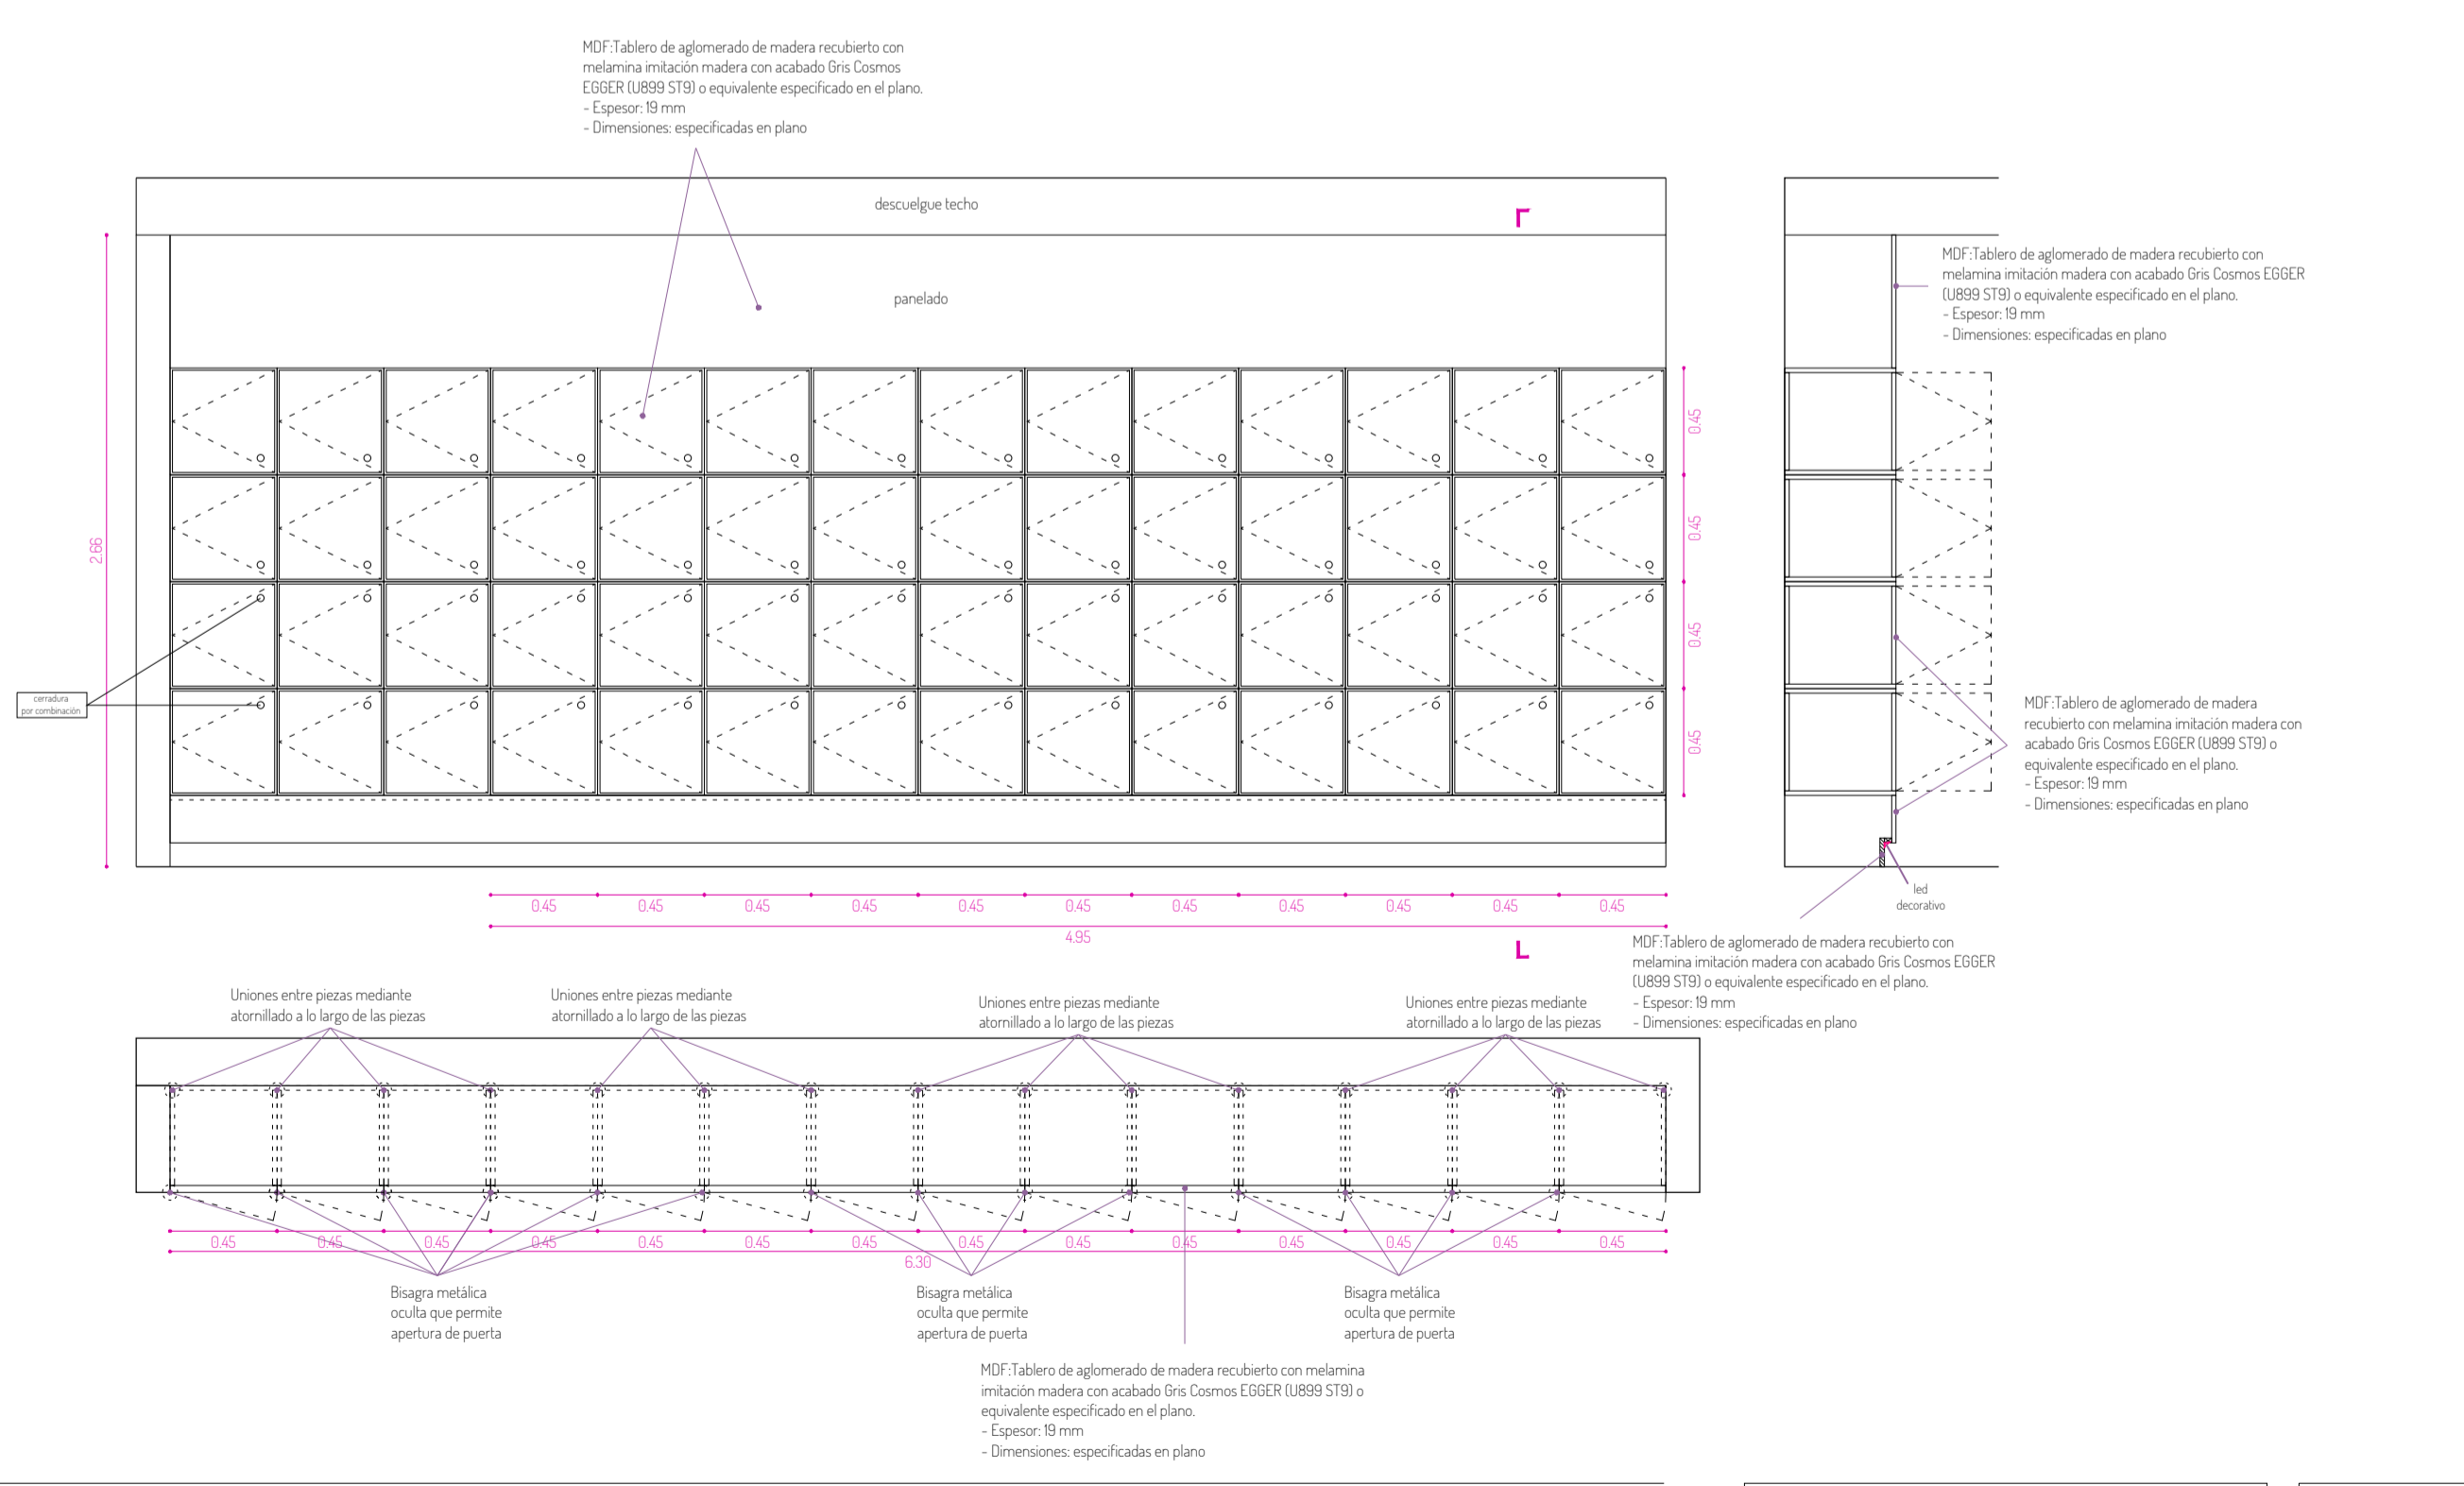 MDF:Tablero de aglomerado de madera recubierto con
melamina imitación madera con acabado Gris Cosmos
EGGER (U899 ST9) o equivalente especificado en el plano.
- Espesor: 19 mm
- Dimensiones: especificadas en plano
descuelgue techo
panelado
MDF:Tablero de aglomerado de madera recubierto con
melamina imitación madera con acabado Gris Cosmos EGGER
(U899 ST9) o equivalente especificado en el plano.
- Espesor: 19 mm
- Dimensiones: especificadas en plano
2.66
0.45
0.45
0.45
0.45
cerradura
por combinación
MDF:Tablero de aglomerado de madera
recubierto con melamina imitación madera con
acabado Gris Cosmos EGGER (U899 ST9) o
equivalente especificado en el plano.
- Espesor: 19 mm
- Dimensiones: especificadas en plano
led
decorativo
0.45 0.45 0.45 0.45 0.45 0.45 0.45 0.45 0.45 0.45 0.45
4.95
MDF:Tablero de aglomerado de madera recubierto con
melamina imitación madera con acabado Gris Cosmos EGGER
(U899 ST9) o equivalente especificado en el plano.
- Espesor: 19 mm
- Dimensiones: especificadas en plano
Uniones entre piezas mediante
atornillado a lo largo de las piezas
Uniones entre piezas mediante
atornillado a lo largo de las piezas
Uniones entre piezas mediante
atornillado a lo largo de las piezas
Uniones entre piezas mediante
atornillado a lo largo de las piezas
0.45 0.45 0.45 0.45 0.45 0.45 0.45 0.45 0.45 0.45 0.45 0.45 0.45 0.45
6.30
Bisagra metálica
oculta que permite
apertura de puerta
Bisagra metálica
oculta que permite
apertura de puerta
Bisagra metálica
oculta que permite
apertura de puerta
MDF:Tablero de aglomerado de madera recubierto con melamina
imitación madera con acabado Gris Cosmos EGGER (U899 ST9) o
equivalente especificado en el plano.
- Espesor: 19 mm
- Dimensiones: especificadas en plano